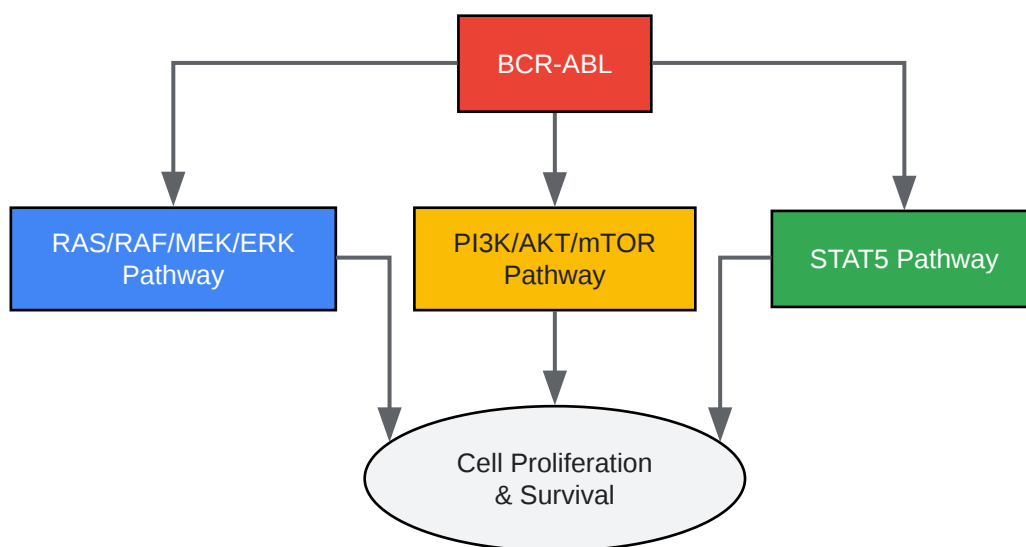 BCR-ABL
RAS/RAF/MEK/ERK
Pathway
PI3K/AKT/mTOR
Pathway
STAT5 Pathway
Cell Proliferation
& Survival